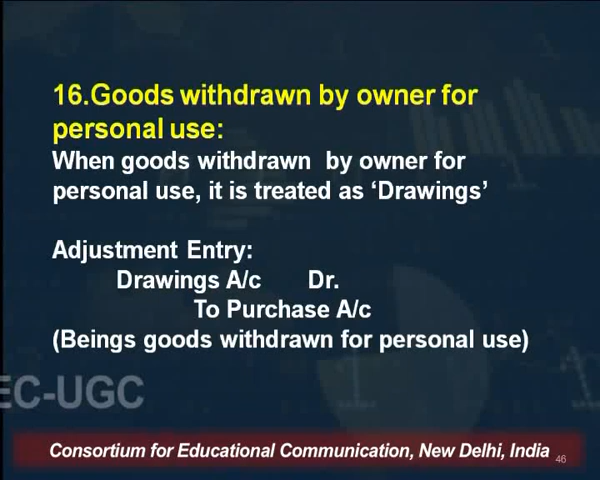 16.Goods withdrawn by owner for
personal use:
When goods withdrawn by owner for
personal use, it is treated as ‘Drawings’
Adjustment Entry:
Drawings A/c Dr.
To Purchase A/c
(Beings goods withdrawn for personal use)
EC-UGC
Consortium for Educational Communication, New Delhi, India
46